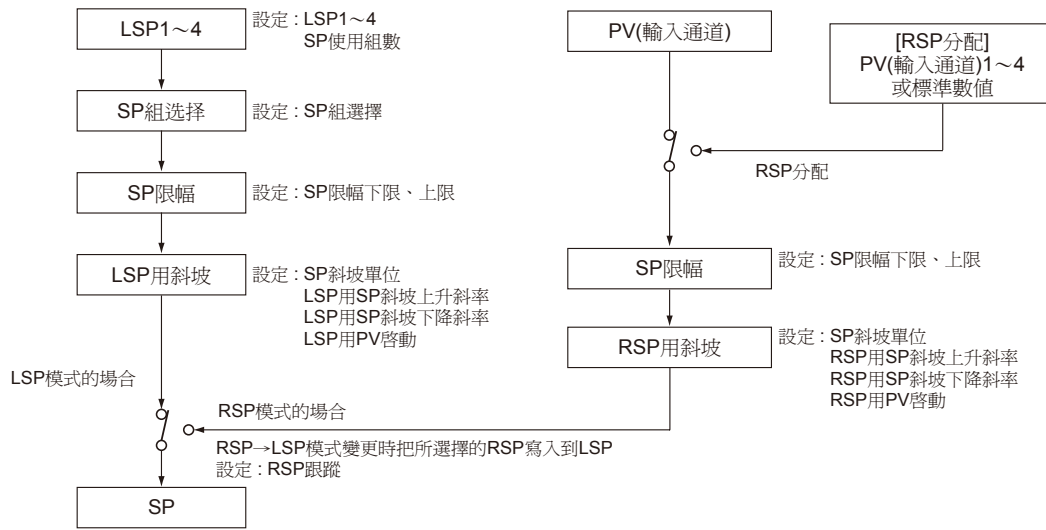 LSP1～4
設定 : LSP1～4
SP使用組數
SP組选择
設定 : SP組選擇
SP限幅
設定 : SP限幅下限、上限
LSP用斜坡
設定 : SP斜坡單位
LSP用SP斜坡上升斜率
LSP用SP斜坡下降斜率
LSP用PV啓動
LSP模式的場合
PV(輸入通道)
[RSP分配]
PV(輸入通道)1～4
或標準數值
RSP分配
SP限幅
設定 : SP限幅下限、上限
RSP用斜坡
設定 : SP斜坡單位
RSP用SP斜坡上升斜率
RSP用SP斜坡下降斜率
RSP用PV啓動
RSP模式的場合
RSP→LSP模式變更時把所選擇的RSP寫入到LSP
設定 : RSP跟蹤
SP